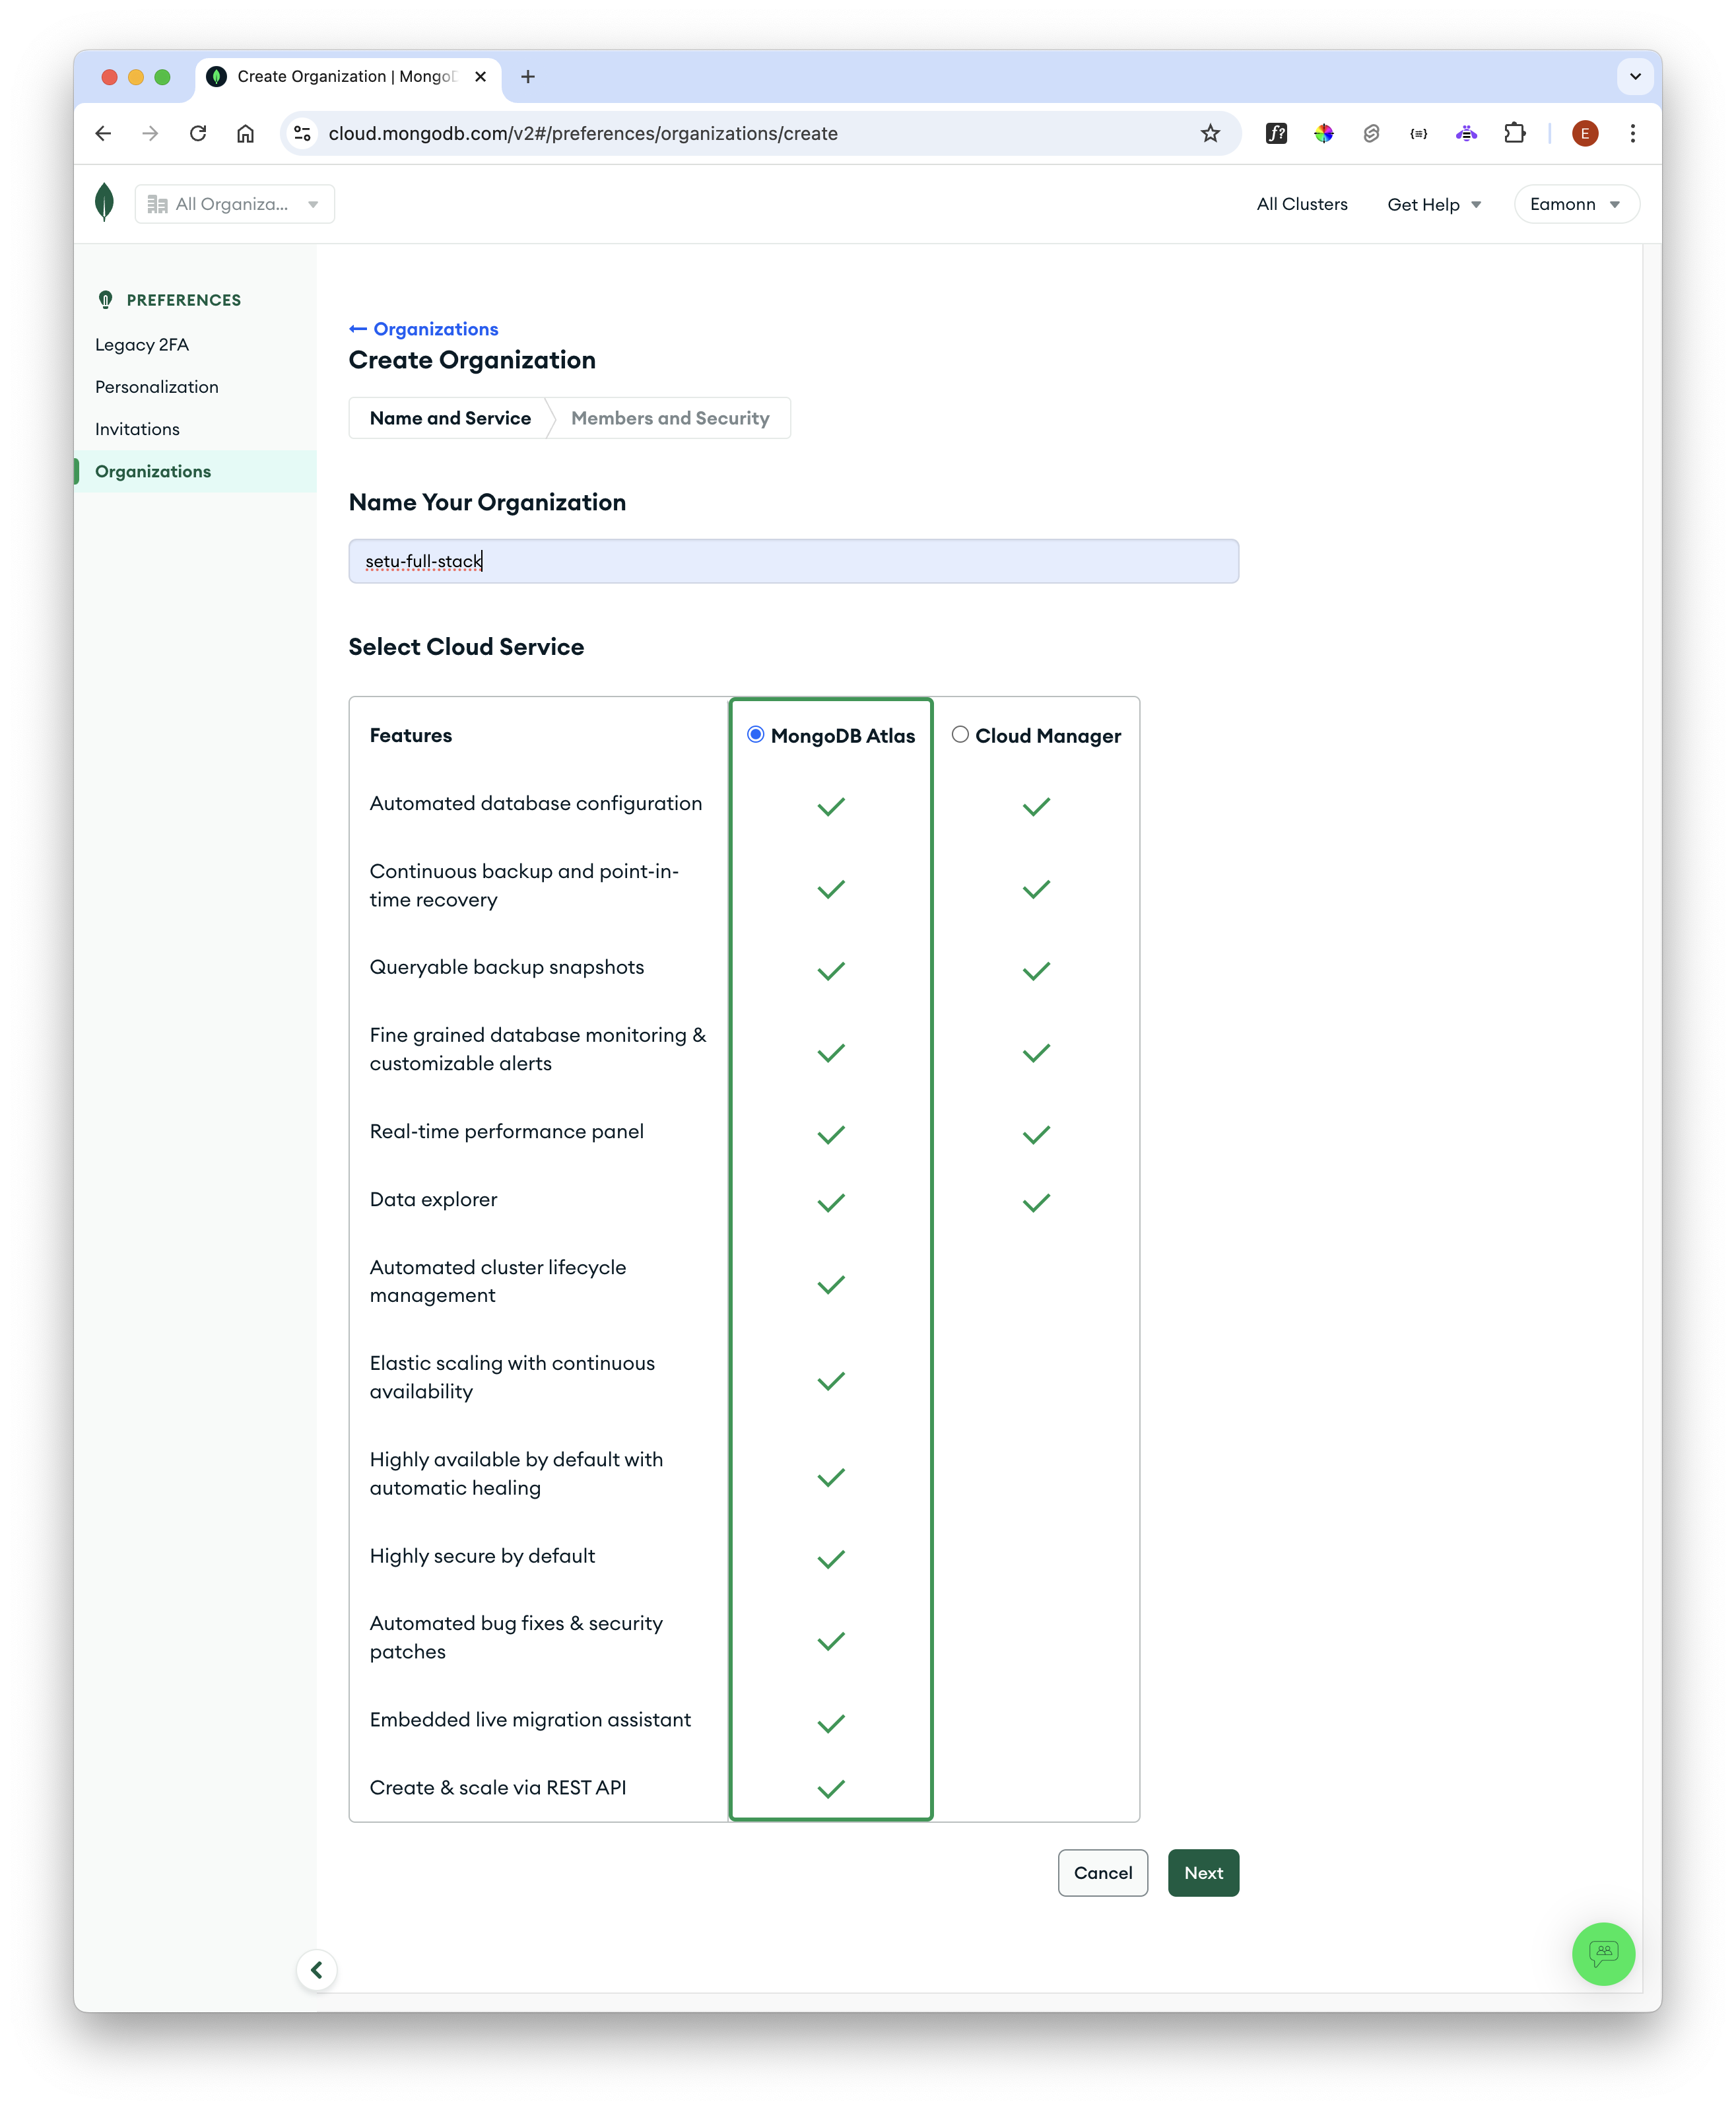 Create Organization | Mongo
cloud.mongodb.com/v2#/preferences/organizations/create
E
All Organiza...
All Clusters
Get Help
Eamonn
PREFERENCES
Legacy 2FA
Personalization
Invitations
Organizations
← Organizations
Create Organization
Name and Service
Members and Security
Name Your Organization
setu-full-stack
Select Cloud Service
Features
MongoDB Atlas
Cloud Manager
Automated database configuration
Continuous backup and point-in-
time recovery
Queryable backup snapshots
Fine grained database monitoring &
customizable alerts
Real-time performance panel
Data explorer
Automated cluster lifecycle
management
Elastic scaling with continuous
availability
Highly available by default with
automatic healing
Highly secure by default
Automated bug fixes & security
patches
Embedded live migration assistant
Create & scale via REST API
Cancel
Next